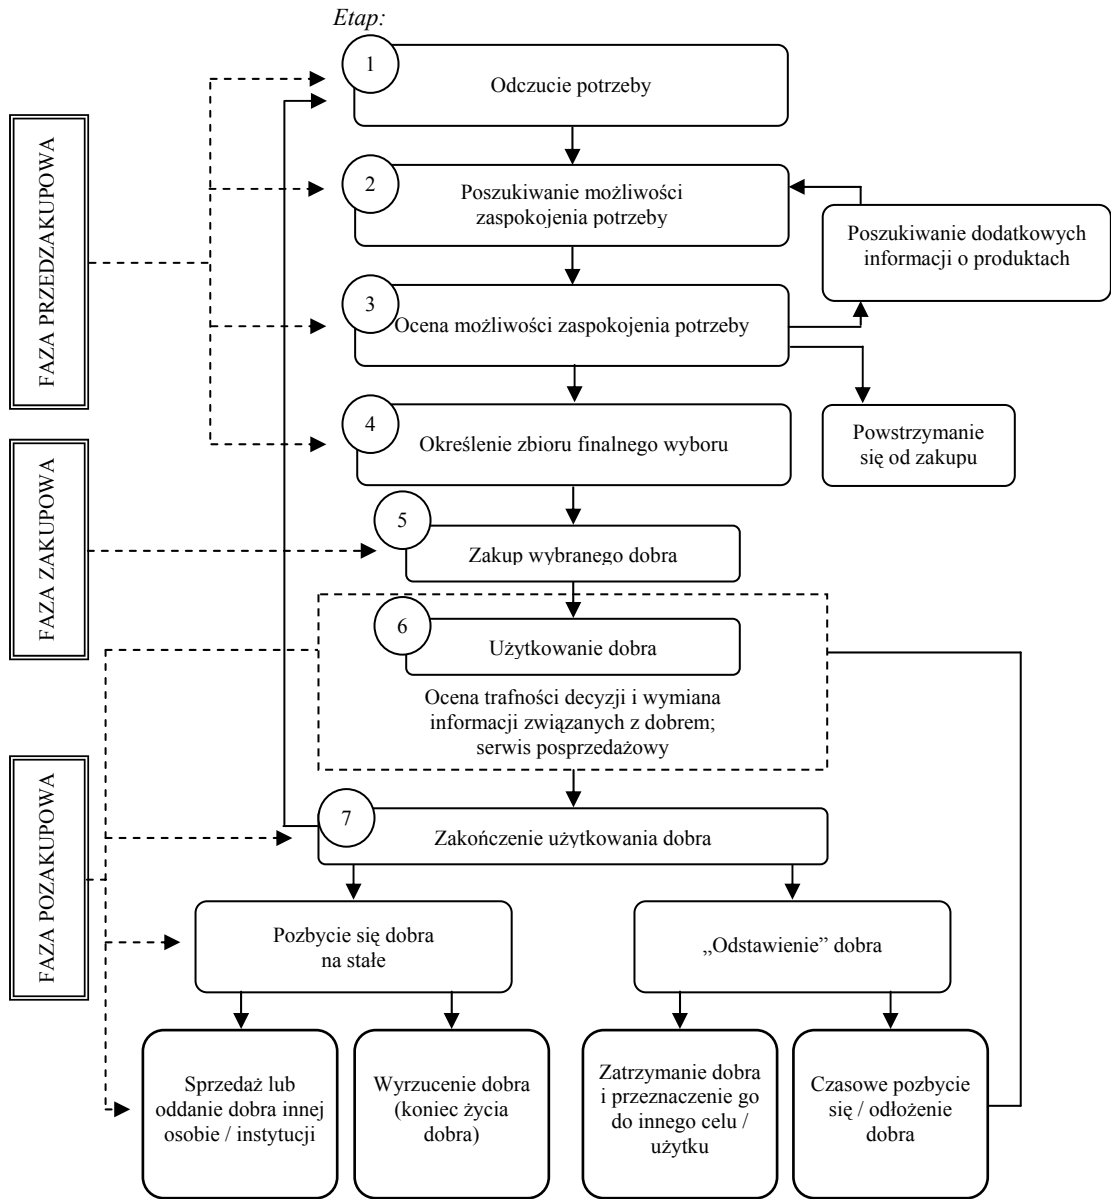 Etap:
1
Odczucie potrzeby
2
Poszukiwanie możliwości
zaspokojenia potrzeby
Poszukiwanie dodatkowych
informacji o produktach
FAZA PRZEDZAKUPOWA
3
Ocena możliwości zaspokojenia potrzeby
4
Określenie zbioru finalnego wyboru
Powstrzymanie
się od zakupu
FAZA ZAKUPOWA
5
Zakup wybranego dobra
6
Użytkowanie dobra
Ocena trafności decyzji i wymiana
informacji związanych z dobrem;
serwis posprzedażowy
FAZA POZAKUPOWA
7
Zakończenie użytkowania dobra
Pozbycie się dobra
na stałe
„Odstawienie” dobra
Sprzedaż lub
oddanie dobra innej
osobie / instytucji
Wyrzucenie dobra
(koniec życia
dobra)
Zatrzymanie dobra
i przeznaczenie go
do innego celu /
użytku
Czasowe pozbycie
się / odłożenie
dobra